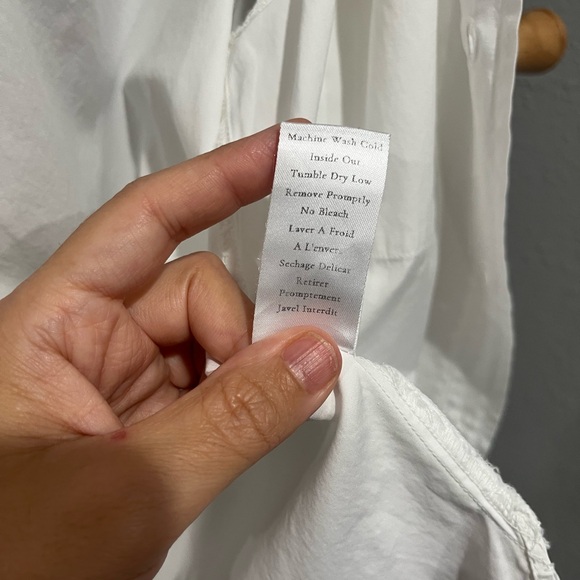 Machine Wash Cold
Inside Out
Tumble Dry Low
Remove Promptly
No Bleach
Laver A Froid
A L'envers
Sechage Delicat
Retirer
Promptement
Javel Interdit